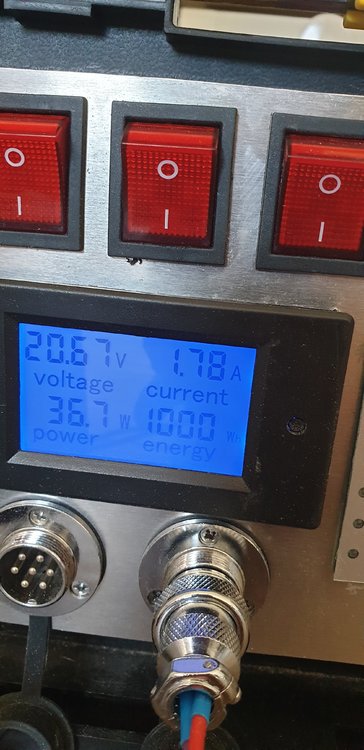 O O O
I I I
20.67 V 1.78 A
voltage current
36.7 W 1000 Wh
power energy